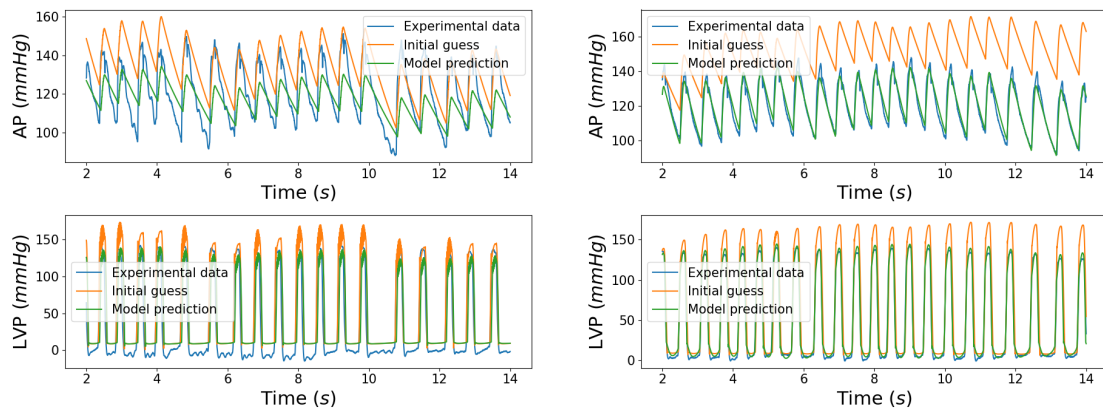 160
140
120
100
AP (mmHg)
Experimental data
Initial guess
Model prediction
2 4 6 8 10 12 14
Time (s)
160
140
120
100
AP (mmHg)
Experimental data
Initial guess
Model prediction
2 4 6 8 10 12 14
Time (s)
150
100
50
0
LVP (mmHg)
Experimental data
Initial guess
Model prediction
2 4 6 8 10 12 14
Time (s)
150
100
50
0
LVP (mmHg)
Experimental data
Initial guess
Model prediction
2 4 6 8 10 12 14
Time (s)